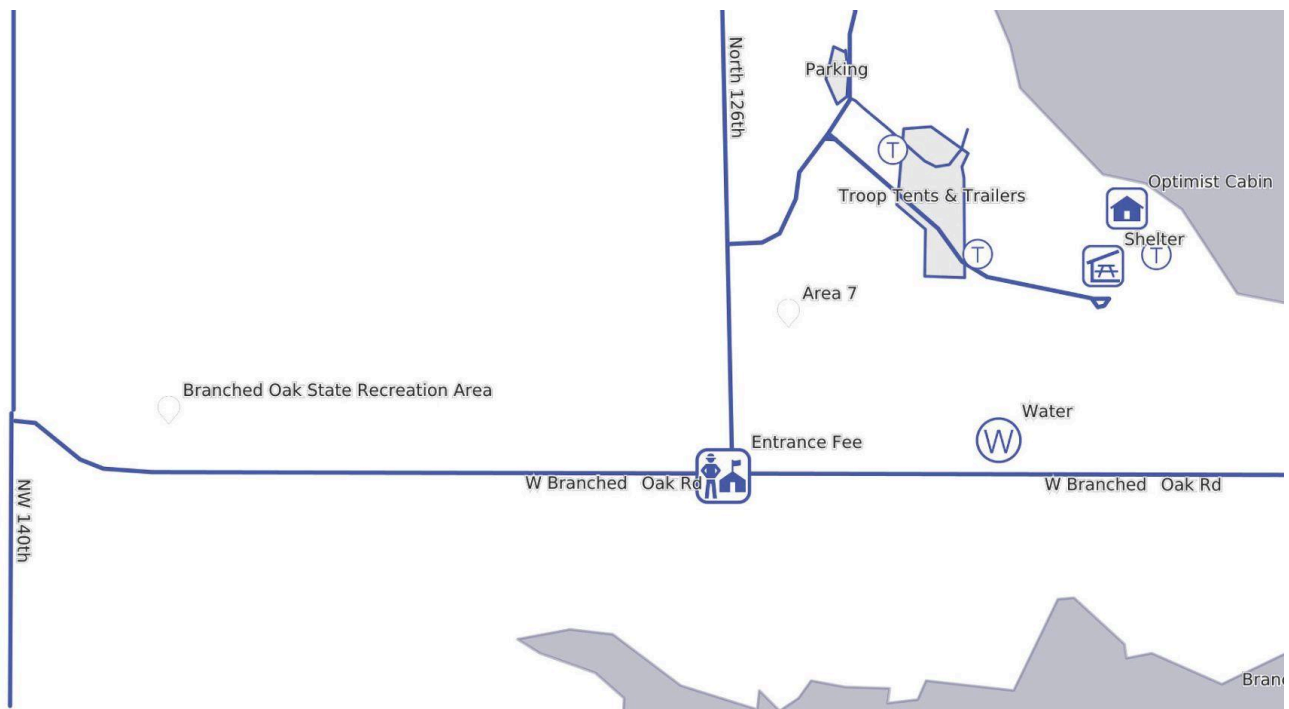 North 126th
Parking
T
Troop Tents & Trailers
Optimist Cabin
Shelter
T
T
Area 7
Branched Oak State Recreation Area
Water
W
Entrance Fee
W Branched Oak Rd
W Branched Oak Rd
NW 140th